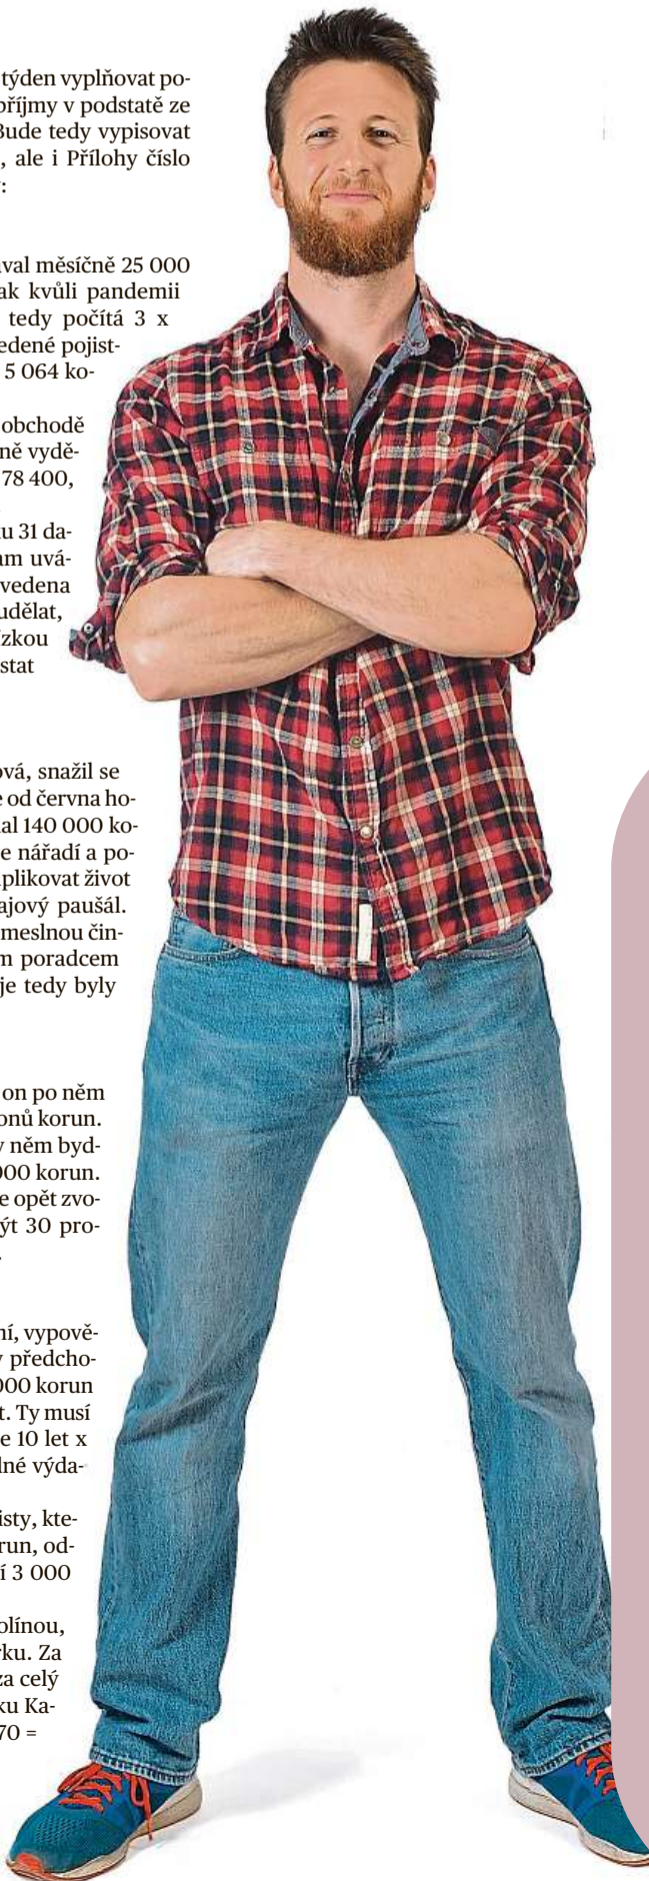 týden vyplňovat po-
příjmy v podstatě ze
Bude tedy vypisovat
, ale i Přílohy číslo
:
val měsíčně 25 000
ak kvůli pandemii
tedy počítá 3 x
edené pojist-
5 064 ko-
obchodě
ně vydě-
78 400,
u 31 da-
am uvá-
vedena
udělat,
ízkou
stat
ová, snažil se
e od června ho-
al 140 000 ko-
e nářadí a po-
plikovat život
ajový paušál.
meslnou čin-
m poradcem
je tedy byly
on po něm
onů korun.
v něm byd-
000 korun.
e opět zvo-
ýt 30 pro-
.
ní, vypově-
v předcho-
000 korun
t. Ty musí
e 10 let x
lné výda-
isty, kte-
run, od-
í 3 000
olínou,
rku. Za
za celý
ku Ka-
70 =